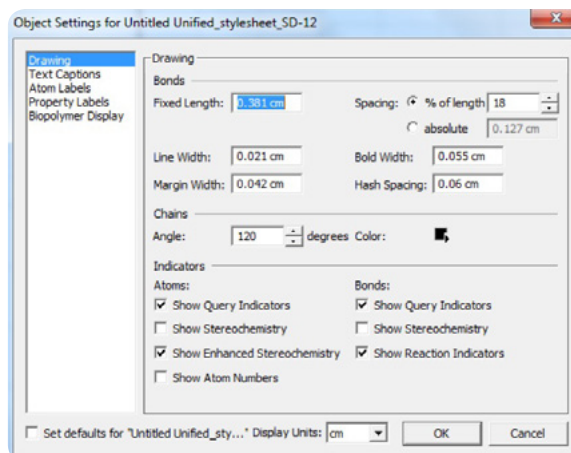 Object Settings for Untitled Unified_stylesheet_SD-12
Drawing
Text Captions
Atom Labels
Property Labels
Biopolymer Display
Drawing
Bonds
Fixed Length: 0.381 cm Spacing: % of length 18
absolute 0.127 cm
Line Width: 0.021 cm Bold Width: 0.055 cm
Margin Width: 0.042 cm Hash Spacing: 0.06 cm
Chains
Angle: 120 degrees Color:
Indicators
Atoms: Bonds:
Show Query Indicators Show Query Indicators
Show Stereochemistry Show Stereochemistry
Show Enhanced Stereochemistry Show Reaction Indicators
Show Atom Numbers
Set defaults for "Untitled Unified_sty..." Display Units: cm OK Cancel